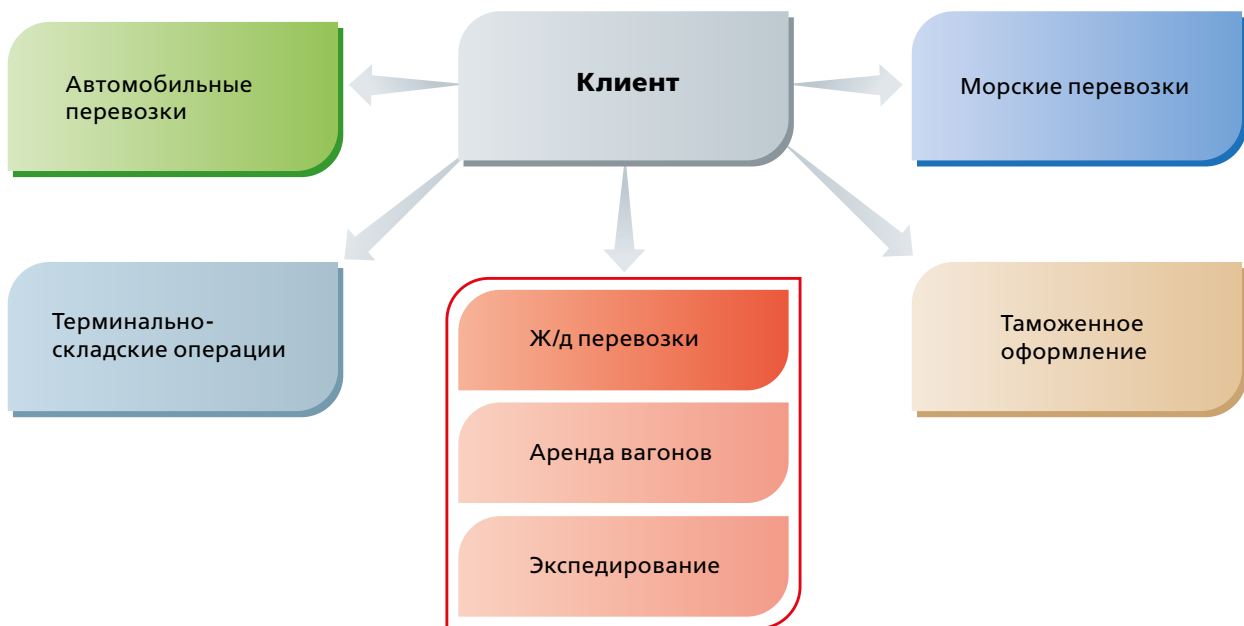 Автомобильные
перевозки
Клиент
Морские перевозки
Терминально-
складские операции
Ж/д перевозки
Аренда вагонов
Экспедирование
Таможенное
оформление